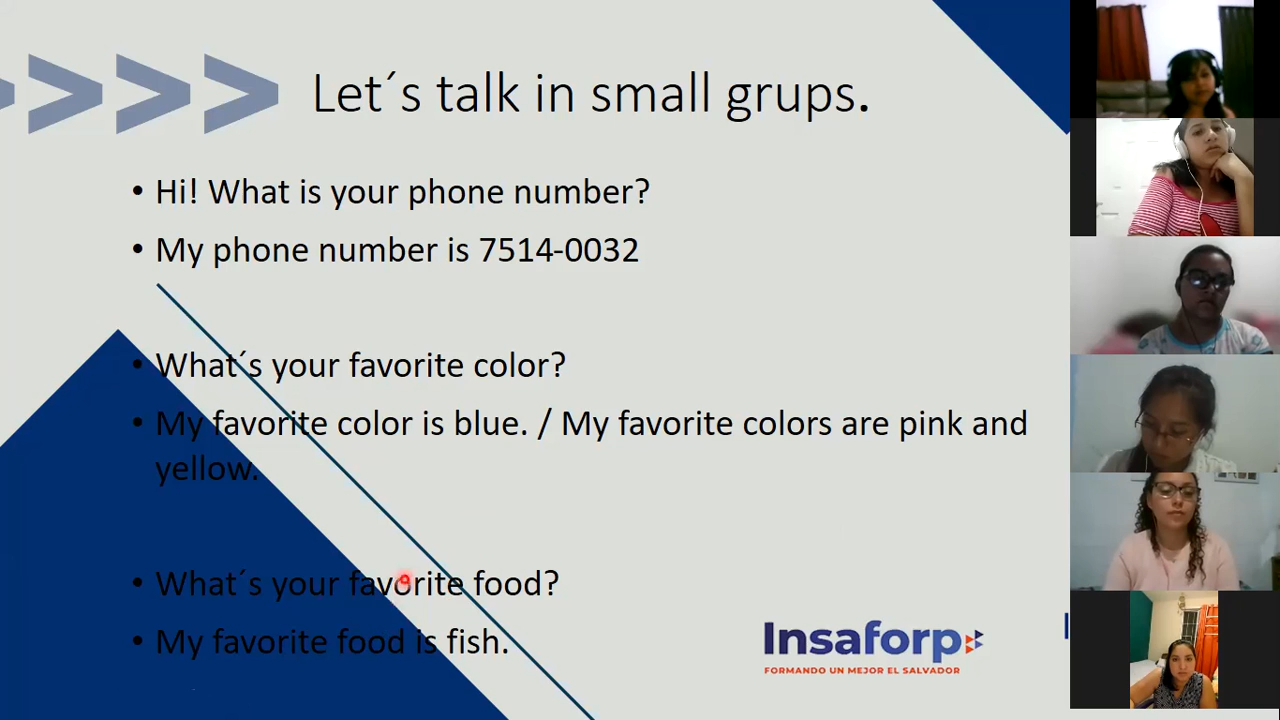 Let´s talk in small grups.
• Hi! What is your phone number?
• My phone number is 7514-0032
• What´s your favorite color?
• My favorite color is blue. / My favorite colors are pink and
yellow.
• What´s your favorite food?
• My favorite food is fish.
Insaforp
FORMANDO UN MEJOR EL SALVADOR